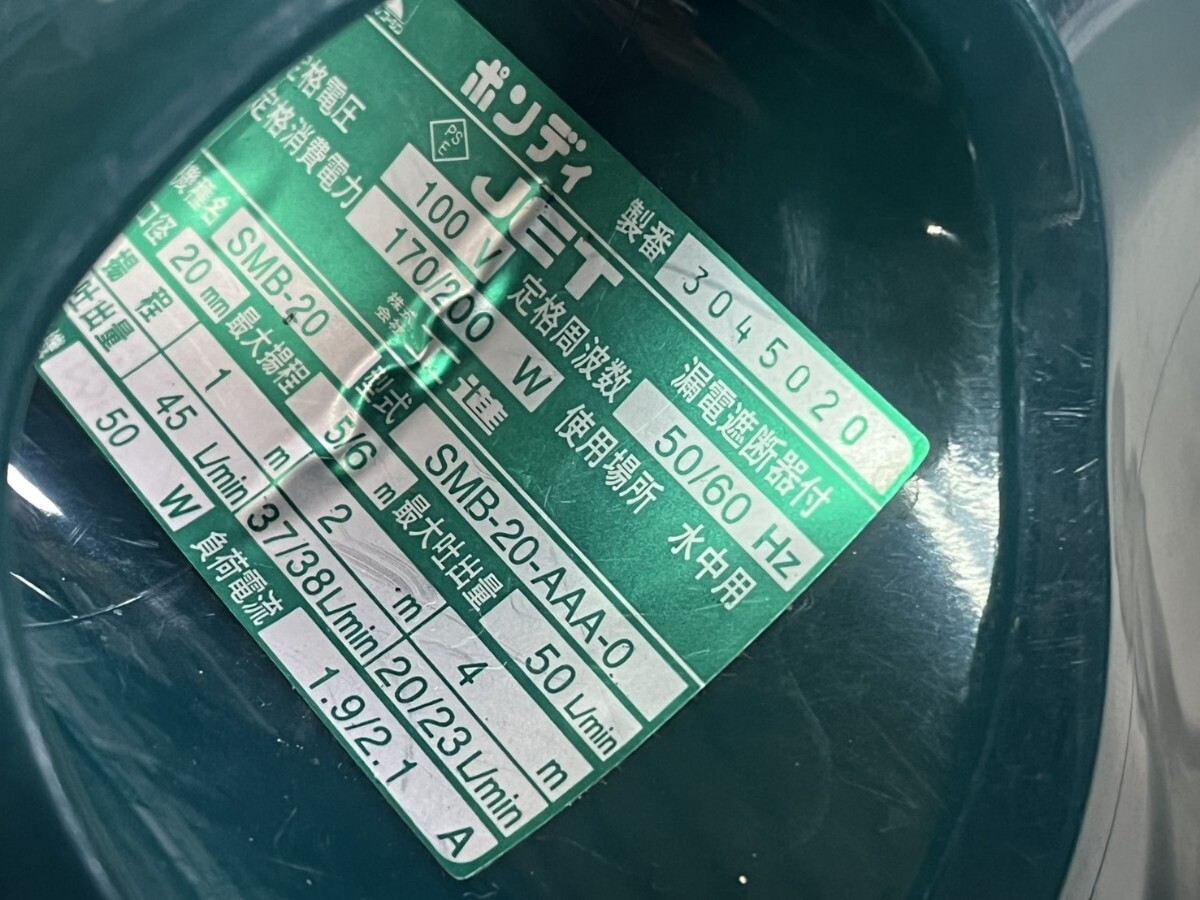 ポンディ
PSE
JET
製番 3045020
定格電圧 100 V
漏電遮断器付
定格消費電力 170/200 W
定格周波数 50/60 Hz
使用場所 水中用
機種名 SMB-20
型式 SMB-20-AAA-0
口径 20 mm
最大揚程 5/6 m
最大吐出量 50 L/min
揚程 1 m 2 m 4 m
吐出量 45 L/min 37/38L/min 20/23L/min
50 W
負荷電流 1.9/2.1 A